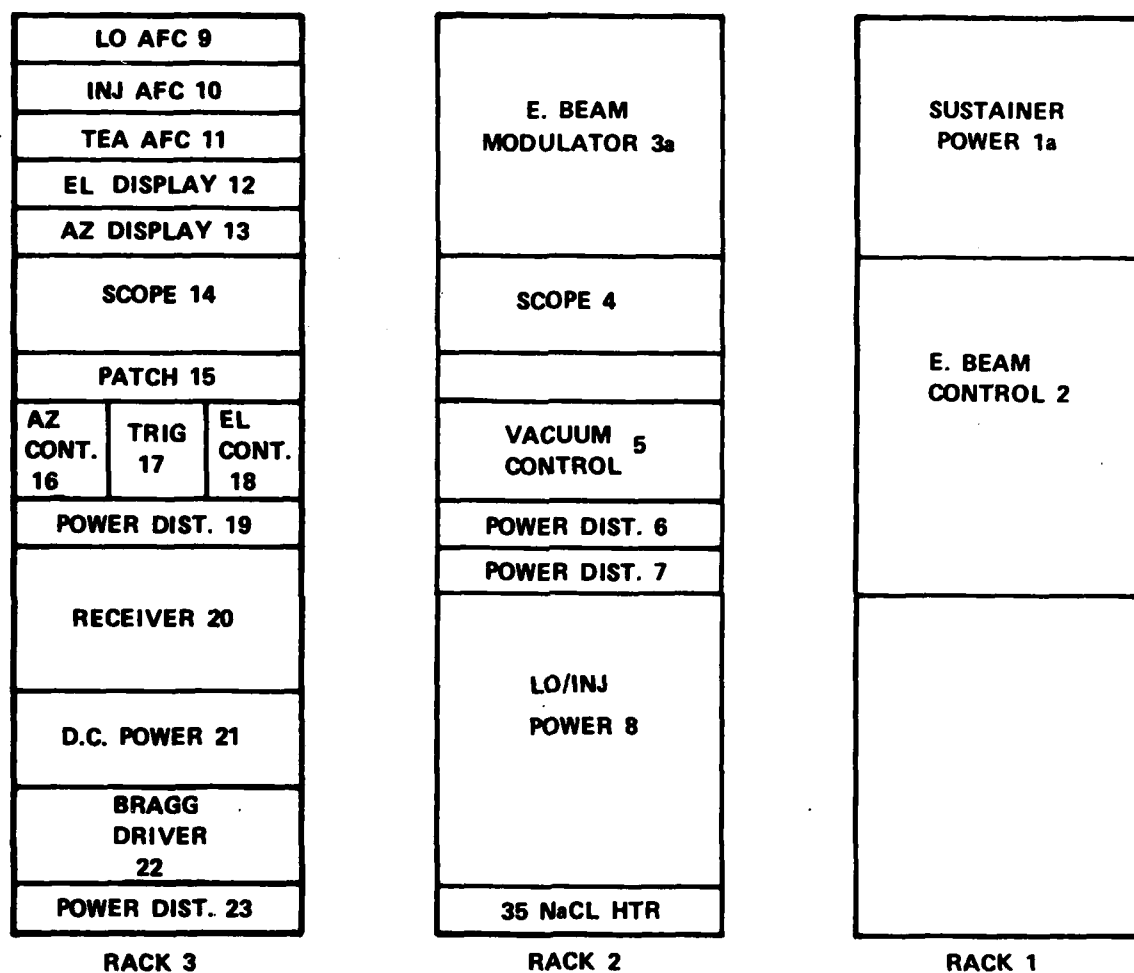 LO AFC 9
INJ AFC 10
TEA AFC 11
EL DISPLAY 12
AZ DISPLAY 13
SCOPE 14
PATCH 15
AZ
CONT.
16
TRIG
17
EL
CONT.
18
POWER DIST. 19
RECEIVER 20
D.C. POWER 21
BRAGG
DRIVER
22
POWER DIST. 23
RACK 3
E. BEAM
MODULATOR 3a
SCOPE 4
VACUUM 5
CONTROL
POWER DIST. 6
POWER DIST. 7
LO/INJ
POWER 8
35 NaCL HTR
RACK 2
SUSTAINER
POWER 1a
E. BEAM
CONTROL 2
RACK 1